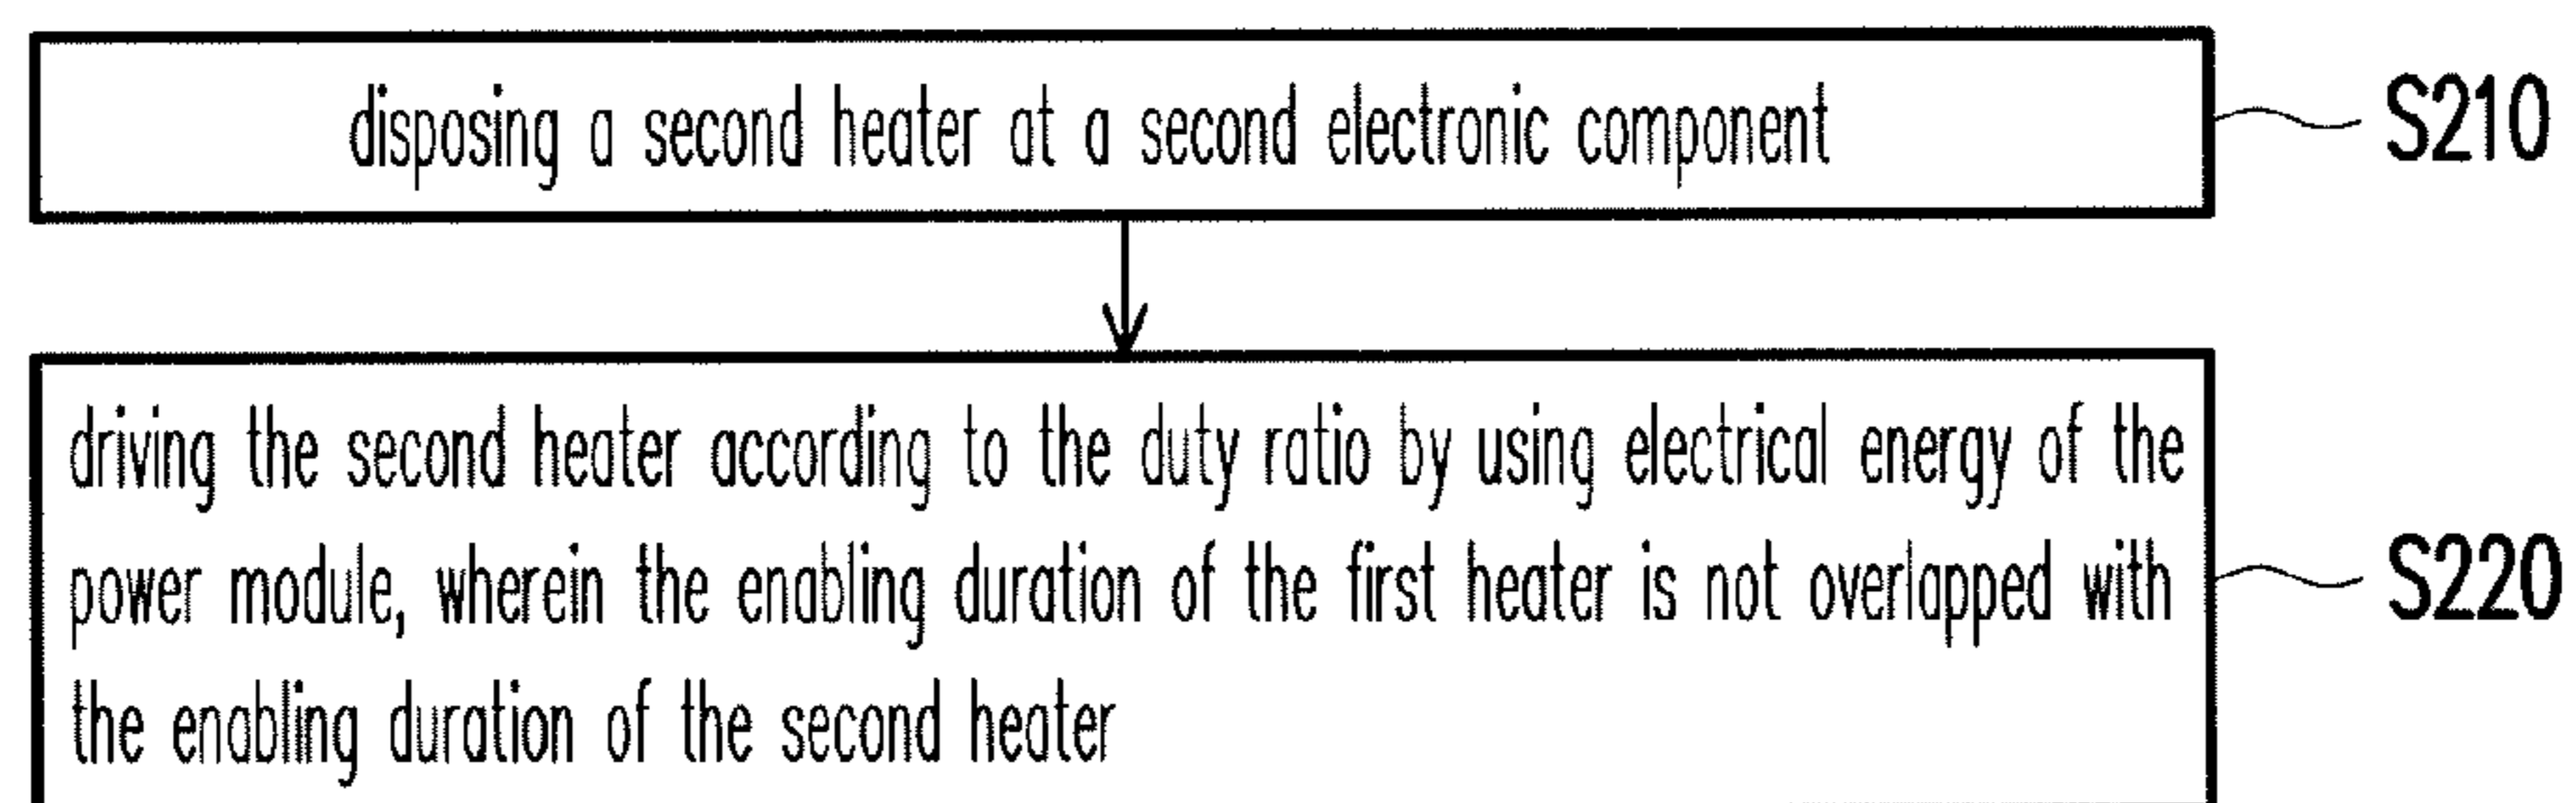 disposing a second heater at a second electronic component
S210
driving the second heater according to the duty ratio by using electrical energy of the
power module, wherein the enabling duration of the first heater is not overlapped with
the enabling duration of the second heater
S220